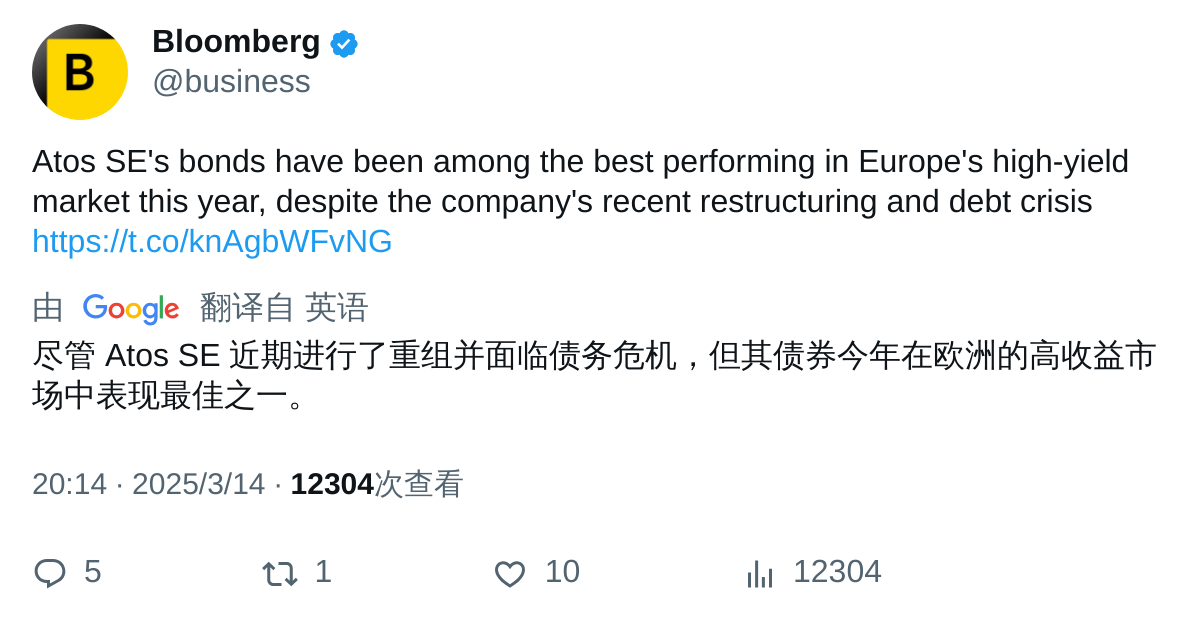 B
Bloomberg
@business
Atos SE's bonds have been among the best performing in Europe's high-yield
market this year, despite the company's recent restructuring and debt crisis
https://t.co/knAgbWFvNG
由 Google 翻译自 英语
尽管 Atos SE 近期进行了重组并面临债务危机，但其债券今年在欧洲的高收益市
场中表现最佳之一。
20:14 · 2025/3/14 · 12304次查看
5 1 10 12304